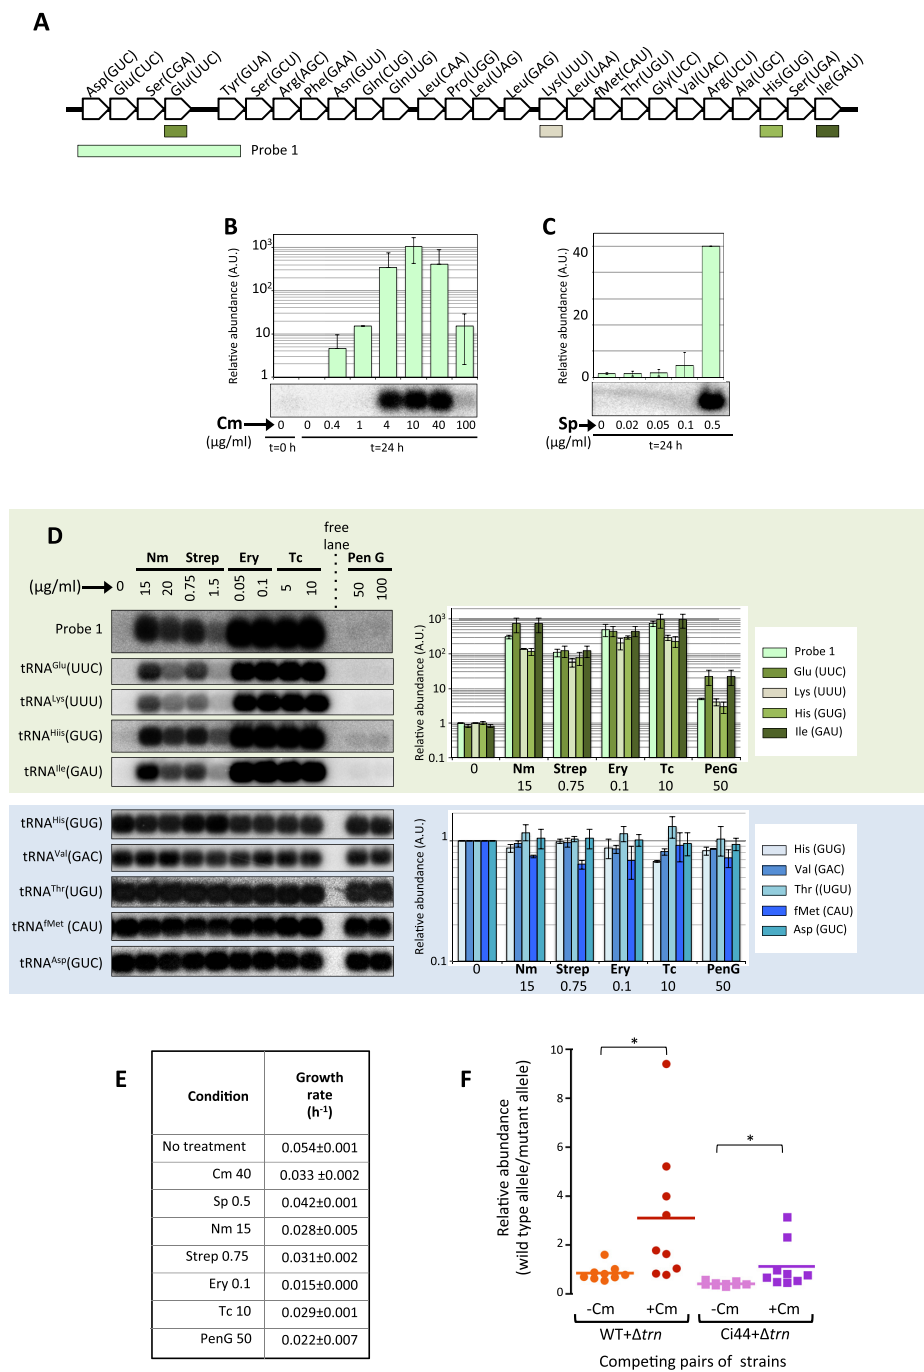 A
Asp(GUC)
Glu(CUC)
Ser(CGA)
Glu(UUC)
Tyr(GUA)
Ser(GCU)
Arg(AGC)
Phe(GAA)
Asn(GUU)
Gln(CUG)
GlnUUG)
Leu(CAA)
Pro(UGG)
Leu(UAG)
Leu(GAG)
Lys(UUU)
Leu(UAA)
fMet(CAU)
Thr(UGU)
Gly(UCC)
Val(UAC)
Arg(UCU)
Ala(UGC)
His(GUG)
Ser(UGA)
Ile(GAU)
Probe 1
B
Relative abundance (A.U.)
10³
10²
10
1
Cm
(µg/ml)
0 0 0.4 1 4 10 40 100
t=0 h t=24 h
C
Relative abundance (A.U.)
40
20
0
Sp
(µg/ml)
0 0.02 0.05 0.1 0.5
t=24 h
D
free
lane
Nm Strep Ery Tc Pen G
(µg/ml) 0 15 20 0.75 1.5 0.05 0.1 5 10 50 100
Probe 1
tRNAGlu(UUC)
tRNALys(UUU)
tRNAHiis(GUG)
tRNAIle(GAU)
Relative abundance (A.U.)
10³
10²
10
1
0.1
0 Nm Strep Ery Tc PenG
15 0.75 0.1 10 50
Probe 1
Glu (UUC)
Lys (UUU)
His (GUG)
Ile (GAU)
tRNAHis(GUG)
tRNAVal(GAC)
tRNAThr(UGU)
tRNAfMet (CAU)
tRNAAsp(GUC)
Relative abundance (A.U.)
1
0.1
0 Nm Strep Ery Tc PenG
15 0.75 0.1 10 50
His (GUG)
Val (GAC)
Thr ((UGU)
fMet (CAU)
Asp (GUC)
E
Condition Growth rate (h⁻¹)
No treatment 0.054±0.001
Cm 40 0.033 ±0.002
Sp 0.5 0.042±0.001
Nm 15 0.028±0.005
Strep 0.75 0.031±0.002
Ery 0.1 0.015±0.000
Tc 10 0.029±0.001
PenG 50 0.022±0.007
F
Relative abundance
(wild type allele/mutant allele)
10
8
6
4
2
0
*
*
-Cm +Cm -Cm +Cm
WT+Δtrn Ci44+Δtrn
Competing pairs of strains